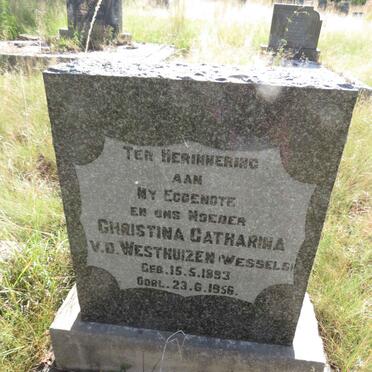 TER HERINNERING
AAN
MY EGGENOTE
EN ONS MOEDER
CHRISTINA CATHARINA
V.D. WESTHUIZEN (WESSELS)
GEB. 15.5.1893
OORL. 23.6.1956.